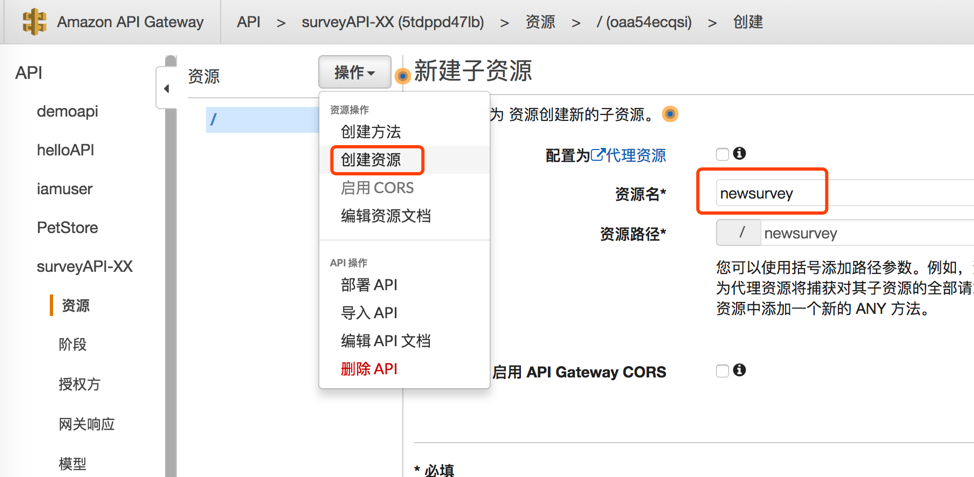 Amazon API Gateway API > surveyAPI-XX (5tdppd47lb) > 资源 > / (oaa54ecqsi) > 创建
API
demoapi
helloAPI
iamuser
PetStore
surveyAPI-XX
资源
阶段
授权方
网关响应
模型
资源
操作
/
资源操作
创建方法
创建资源
启用 CORS
编辑资源文档
API 操作
部署 API
导入 API
编辑 API 文档
删除 API
新建子资源
为 资源创建新的子资源。
配置为代理资源
资源名* newsurvey
资源路径* / newsurvey
您可以使用括号添加路径参数。例如，
为代理资源将捕获对其子资源的全部请
资源中添加一个新的 ANY 方法。
启用 API Gateway CORS
* 必填